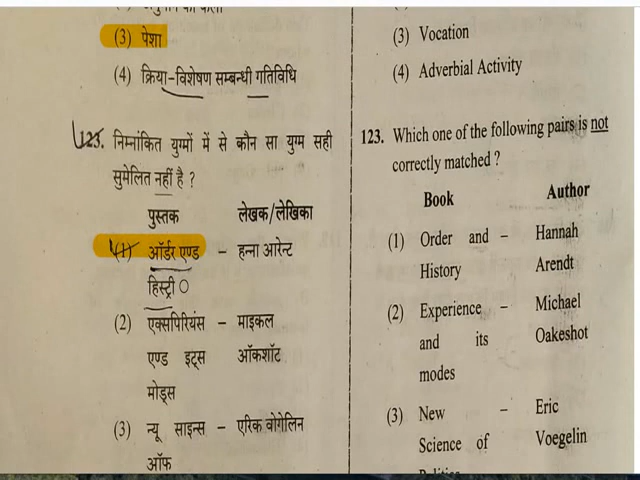 (3) पेशा
(4) क्रिया-विशेषण सम्बन्धी गतिविधि
123. निम्नांकित युग्मों में से कौन सा युग्म सही
सुमेलित नहीं है ?
पुस्तक लेखक/लेखिका
(1) ऑर्डर एण्ड – हन्ना आरेन्ट
हिस्ट्री
(2) एक्सपिरियंस – माइकल
एण्ड इट्स ऑकशॉट
मोड्स
(3) न्यू साइन्स – एरिक वोगेलिन
ऑफ
(3) Vocation
(4) Adverbial Activity
123. Which one of the following pairs is not
correctly matched ?
Book Author
(1) Order and – Hannah
History Arendt
(2) Experience – Michael
and its Oakeshot
modes
(3) New – Eric
Science of Voegelin